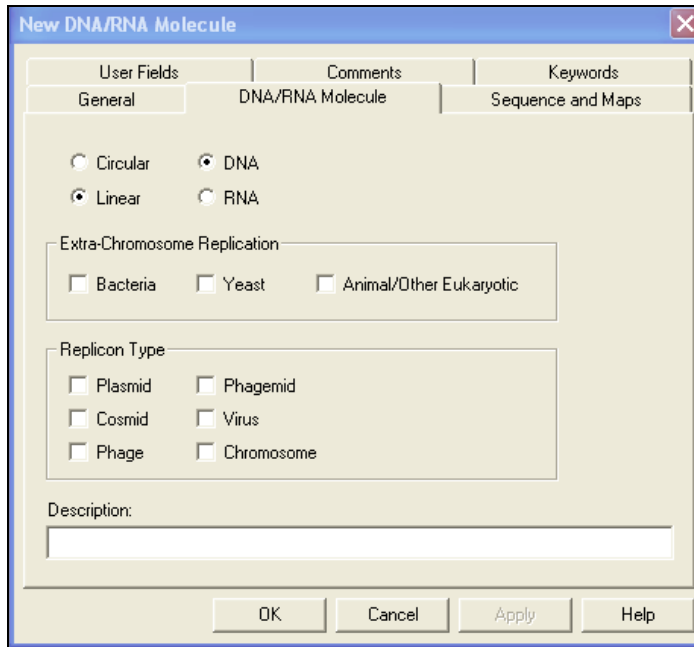 New DNA/RNA Molecule
User Fields Comments Keywords
General DNA/RNA Molecule Sequence and Maps
Circular DNA
Linear RNA
Extra-Chromosome Replication
Bacteria Yeast Animal/Other Eukaryotic
Replicon Type
Plasmid Phagemid
Cosmid Virus
Phage Chromosome
Description:
OK Cancel Apply Help